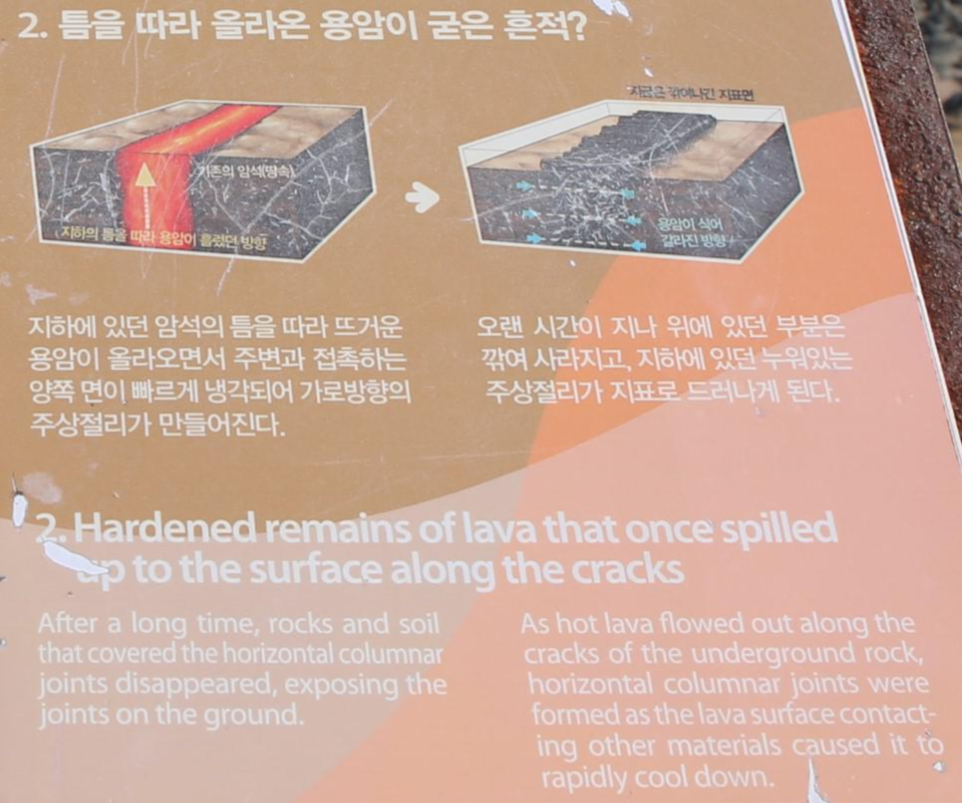 2. 틈을 따라 올라온 용암이 굳은 흔적?
기존의 암석(땅속)
지하의 틈을 따라 용암이 흘렀던 방향
지금은 깎여나간 지표면
용암이 식어
갈라진 방향
지하에 있던 암석의 틈을 따라 뜨거운
용암이 올라오면서 주변과 접촉하는
양쪽 면이 빠르게 냉각되어 가로방향의
주상절리가 만들어진다.
오랜 시간이 지나 위에 있던 부분은
깎여 사라지고, 지하에 있던 누워있는
주상절리가 지표로 드러나게 된다.
2. Hardened remains of lava that once spilled
up to the surface along the cracks
After a long time, rocks and soil
that covered the horizontal columnar
joints disappeared, exposing the
joints on the ground.
As hot lava flowed out along the
cracks of the underground rock,
horizontal columnar joints were
formed as the lava surface contact-
ing other materials caused it to
rapidly cool down.